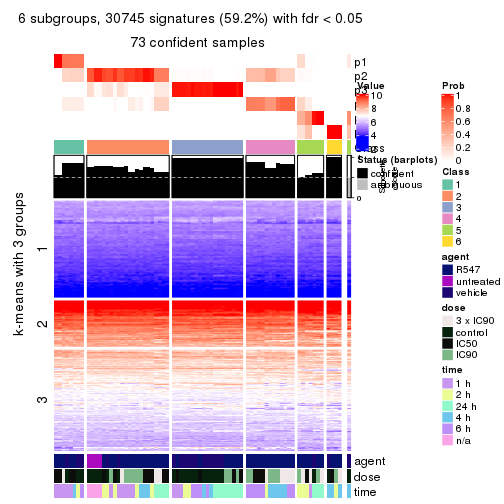 6 subgroups, 30745 signatures (59.2%) with fdr < 0.05
73 confident samples
p1
p2
Value
10
8
6
4
2
Status (barplots)
confident
ambiguous
Prob
1
0.8
0.6
0.4
0.2
0
Class
1
2
3
4
5
6
agent
R547
untreated
vehicle
dose
3 x IC90
control
IC50
IC90
time
1 h
2 h
24 h
4 h
6 h
n/a
k-means with 3 groups
1
2
3
agent
dose
time